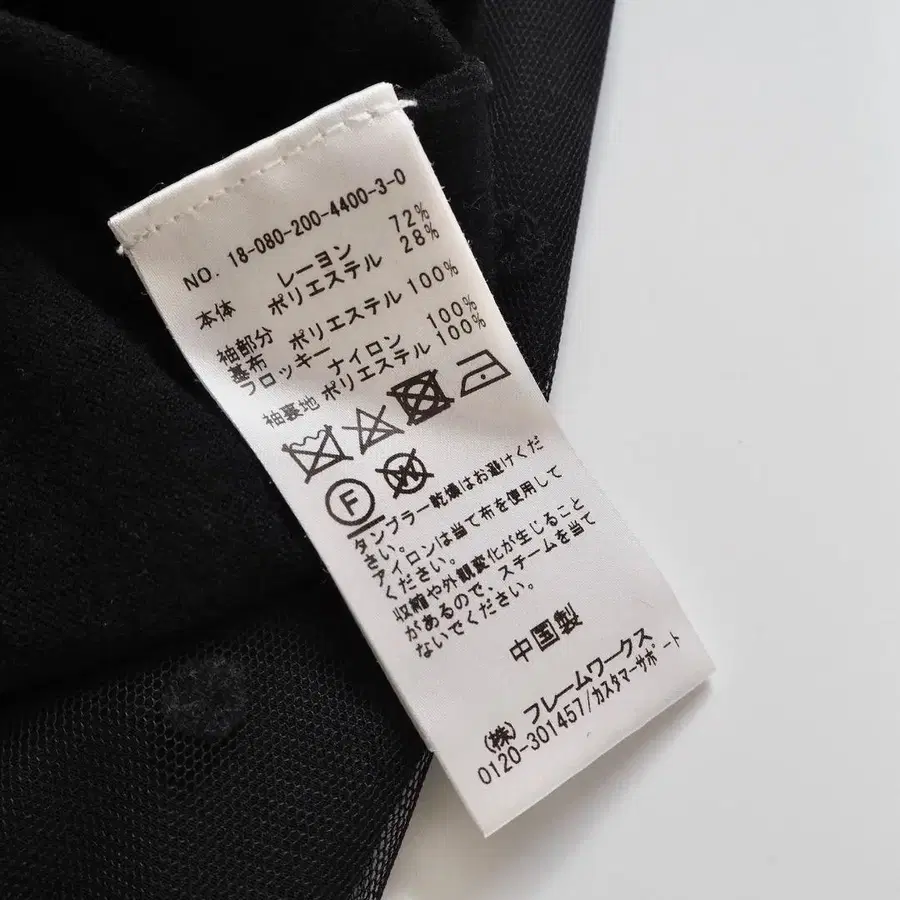 NO. 18-080-200-4400-3-0
本体 レーヨン 72%
ポリエステル 28%
袖部分
基布 ポリエステル 100%
フロッキー ナイロン 100%
袖裏地 ポリエステル 100%
F W
タンブラー乾燥はお避けくだ
さい。
アイロンは当て布を使用して
ください。
収縮や外観変化が生じること
があるので、スチームを当て
ないでください。
中国製
(株) フレームワークス
0120-301457/カスタマーサポート